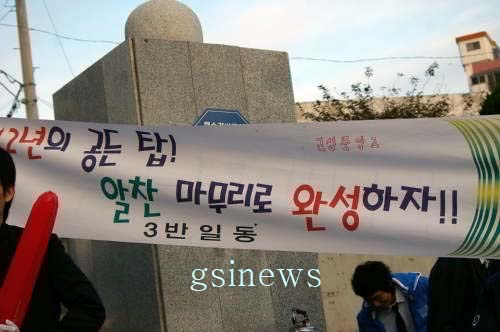 12년의 공든 탑!
알찬 마무리로 완성하자!!
3반일동
gsinews